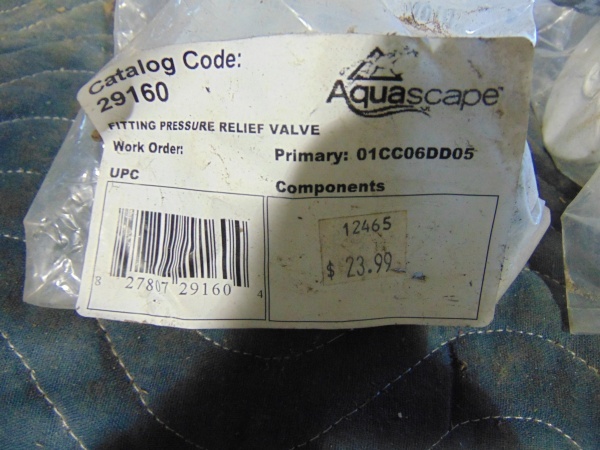 Catalog Code:
29160
Aquascape
FITTING PRESSURE RELIEF VALVE
Work Order:
Primary: 01CC06DD05
UPC
Components
12465
$ 23.99
8 27807 29160 4